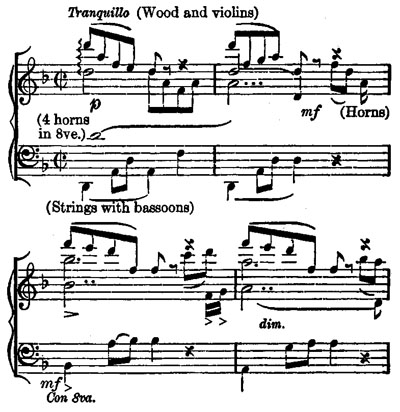 Tranquillo (Wood and violins)
p
mf (Horns)
(4 horns
in 8ve.)
(Strings with bassoons)
dim.
mf
Con 8va.